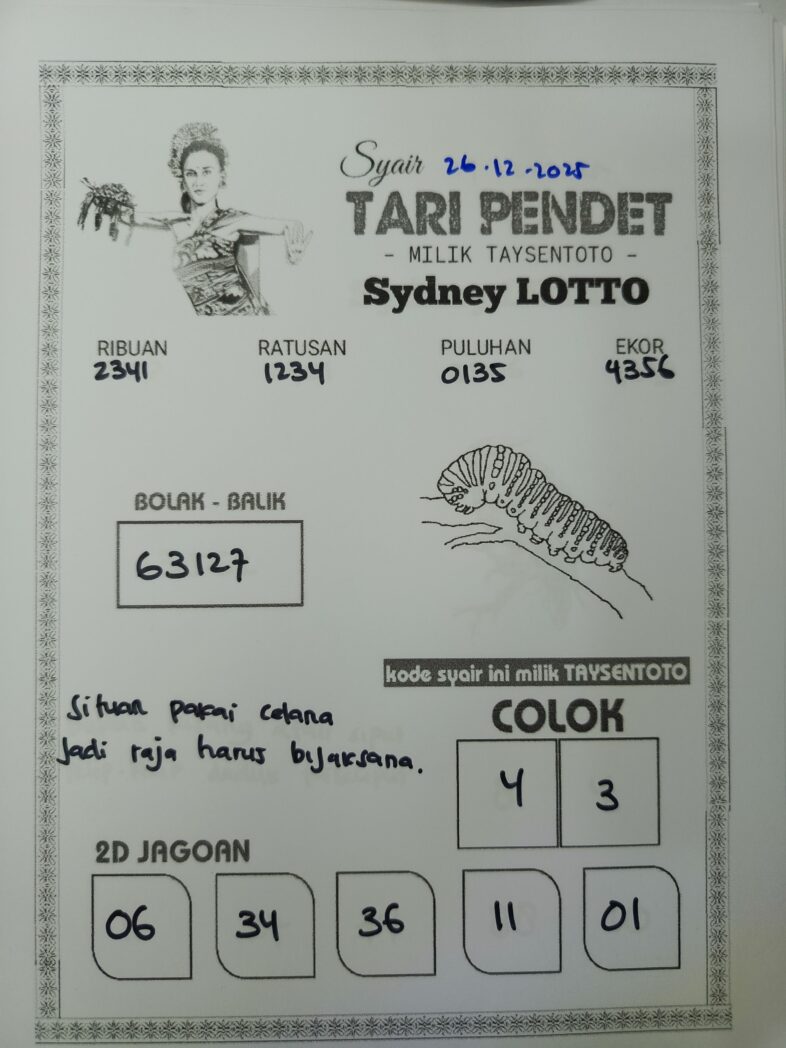 Syair 26.12.2025
TARI PENDET
- MILIK TAYSENTOTO -
Sydney LOTTO
RIBUAN RATUSAN PULUHAN EKOR
2341 1234 0135 4356
BOLAK - BALIK
63127
kode syair ini milik TAYSENTOTO
Situan pakai celana
Jadi raja harus bijaksana.
COLOK
4 3
2D JAGOAN
06 34 36 11 01